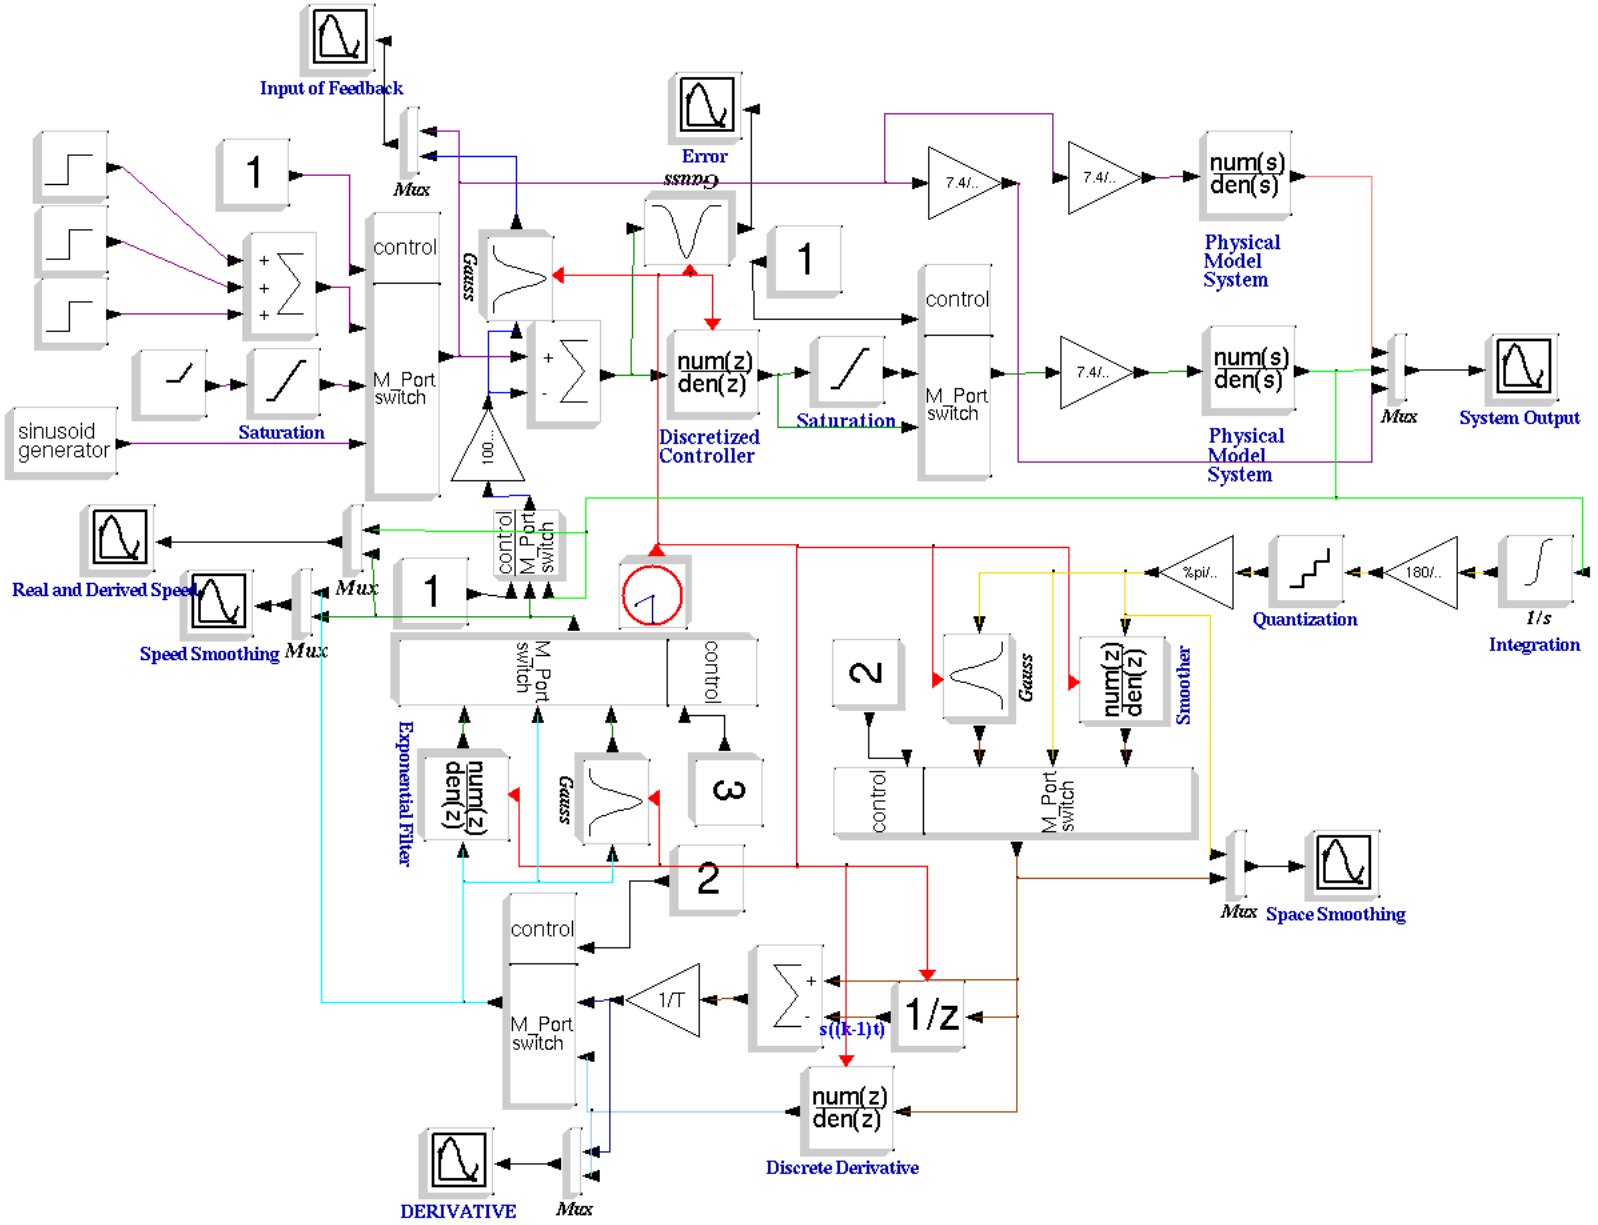 Input of Feedback
Mux
Error
Gauss
1
control
M_Port
switch
+
+
+
Σ
Saturation
sinusoid
generator
Gauss
100...
+
-
Σ
num(z)
den(z)
Discretized
Controller
1
Saturation
control
M_Port
switch
7.4/..
7.4/..
num(s)
den(s)
Physical
Model
System
7.4/..
num(s)
den(s)
Physical
Model
System
Mux
System Output
Real and Derived Speed
Mux
Speed Smoothing
Mux
1
control
M_Port
switch
%pi/..
Quantization
180/..
1/s
Integration
M_Port
switch
control
2
Gauss
num(z)
den(z)
Smoother
Exponential Filter
num(z)
den(z)
Gauss
3
control
M_Port
switch
2
Mux
Space Smoothing
control
M_Port
switch
1/T
Σ
+
-
s((k-1)t)
1/z
num(z)
den(z)
Discrete Derivative
DERIVATIVE
Mux